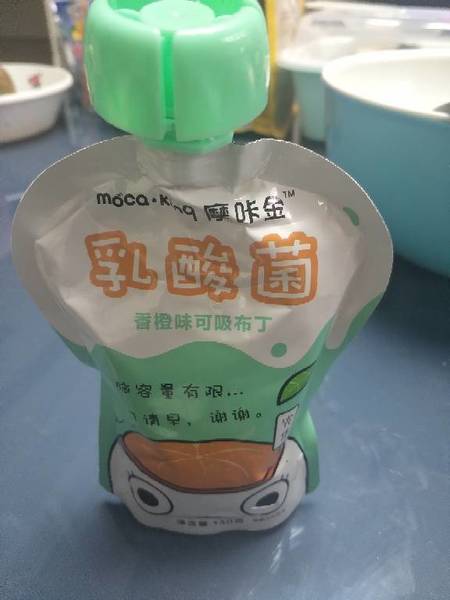 moca·king 摩咔金™
乳酸菌
香橙味可吸布丁
容量有限...
请早，谢谢。